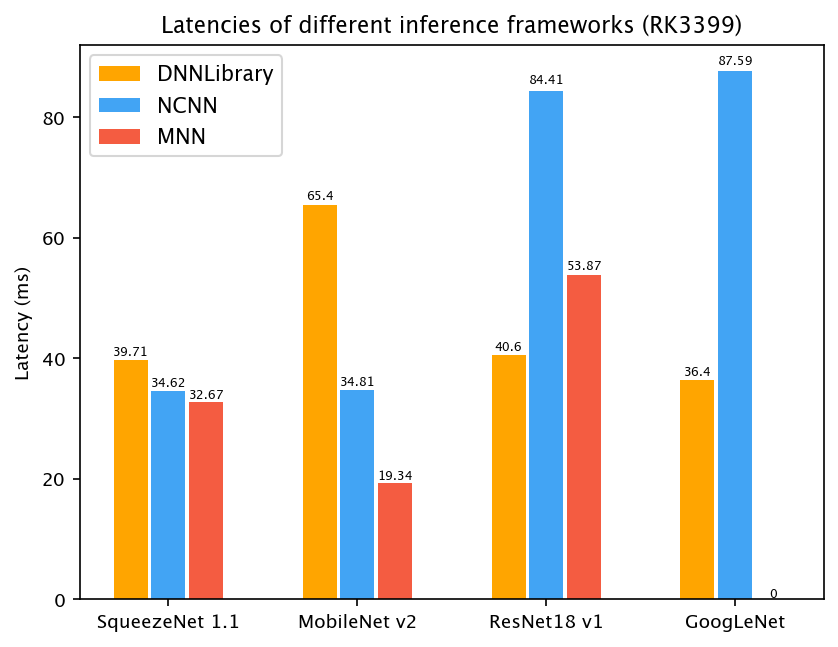 Latencies of different inference frameworks (RK3399)
DNNLibrary
NCNN
MNN
Latency (ms)
80
60
40
20
0
39.71
34.62
32.67
65.4
34.81
19.34
40.6
84.41
53.87
36.4
87.59
0
SqueezeNet 1.1
MobileNet v2
ResNet18 v1
GoogLeNet